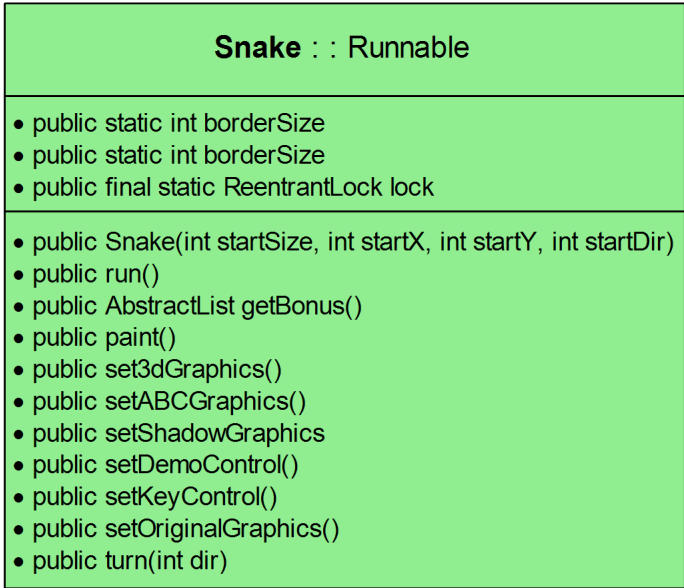 Snake : : Runnable
• public static int borderSize
• public static int borderSize
• public final static ReentrantLock lock
• public Snake(int startSize, int startX, int startY, int startDir)
• public run()
• public AbstractList getBonus()
• public paint()
• public set3dGraphics()
• public setABCGraphics()
• public setShadowGraphics
• public setDemoControl()
• public setKeyControl()
• public setOriginalGraphics()
• public turn(int dir)